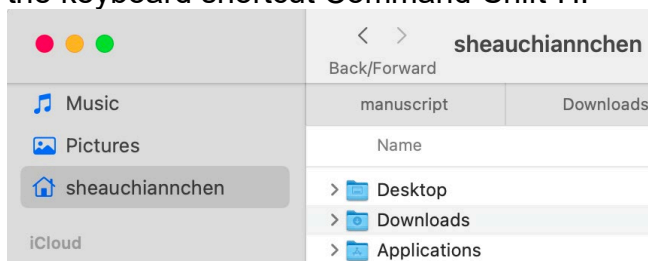 the keyboard shortcut Command-Shift-H.
sheauchiannchen
Back/Forward
Music
Pictures
sheauchiannchen
iCloud
manuscript
Downloads
Name
Desktop
Downloads
Applications